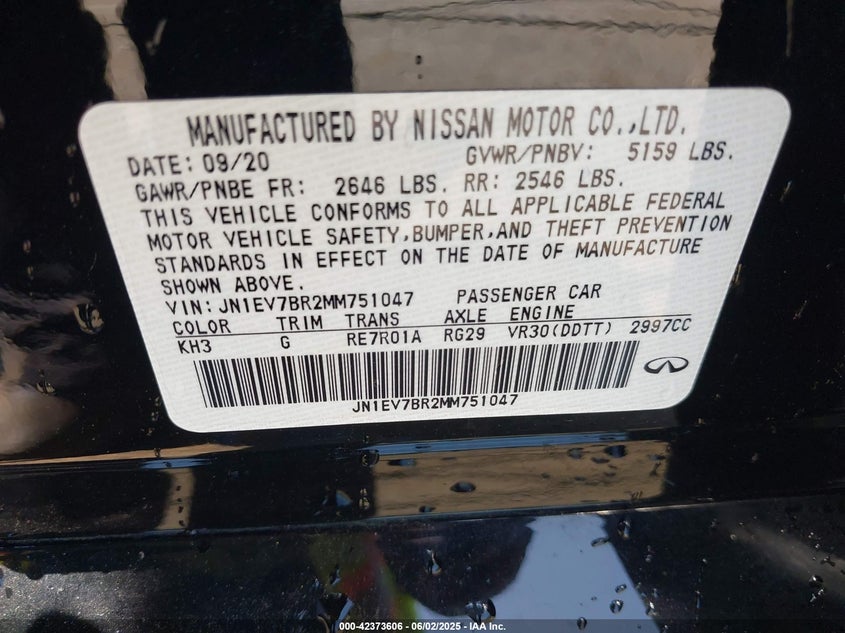 MANUFACTURED BY NISSAN MOTOR CO.,LTD.
DATE: 09/20 GVWR/PNBV: 5159 LBS.
GAWR/PNBE FR: 2646 LBS. RR: 2546 LBS.
THIS VEHICLE CONFORMS TO ALL APPLICABLE FEDERAL
MOTOR VEHICLE SAFETY,BUMPER,AND THEFT PREVENTION
STANDARDS IN EFFECT ON THE DATE OF MANUFACTURE
SHOWN ABOVE.
VIN:JN1EV7BR2MM751047 PASSENGER CAR
COLOR TRIM TRANS AXLE ENGINE
KH3 G RE7R01A RG29 VR30(DDTT) 2997CC
JN1EV7BR2MM751047
000-42373606 - 06/02/2025 - IAA Inc.